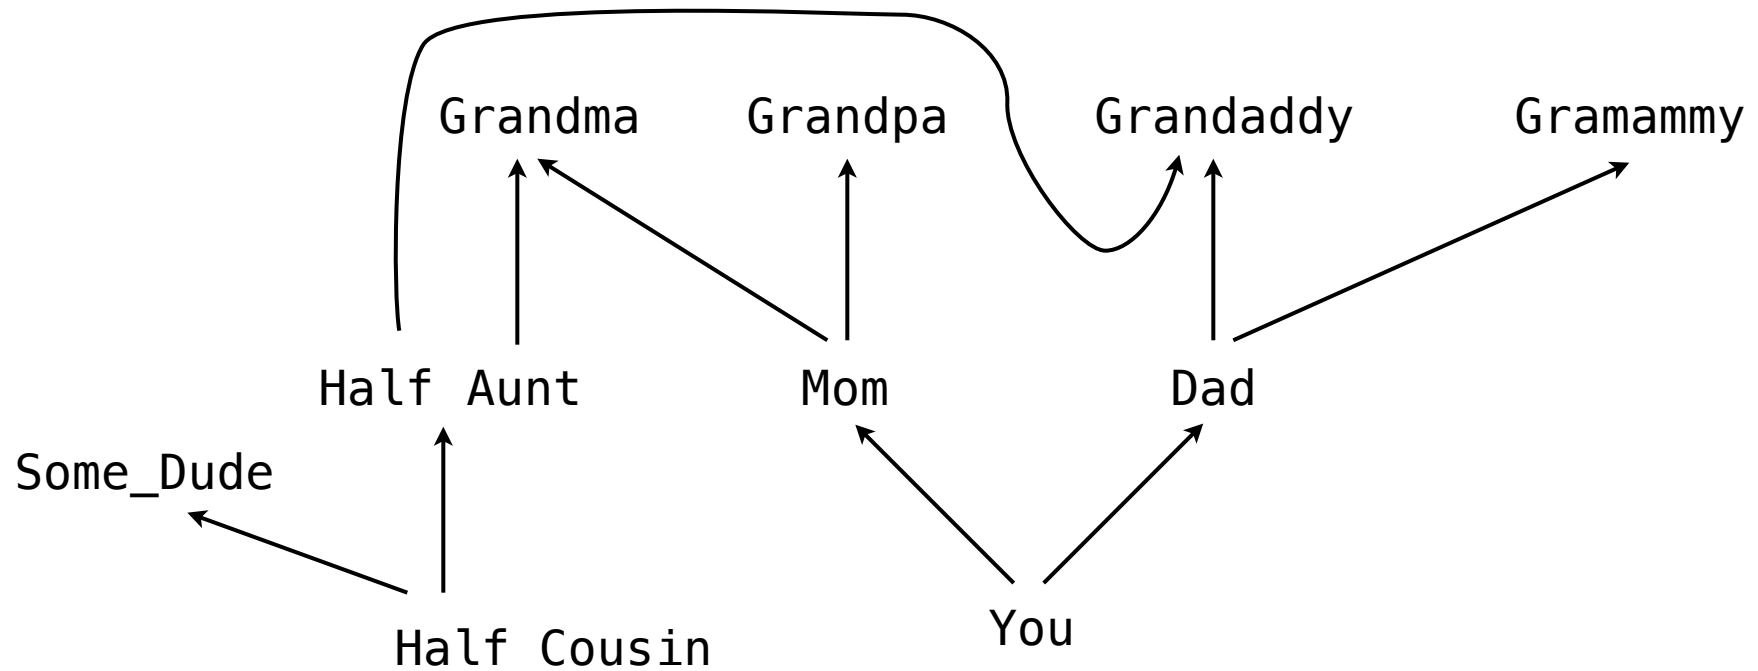 Grandma
Grandpa
Grandaddy
Gramammy
Half Aunt
Mom
Dad
Some_Dude
Half Cousin
You